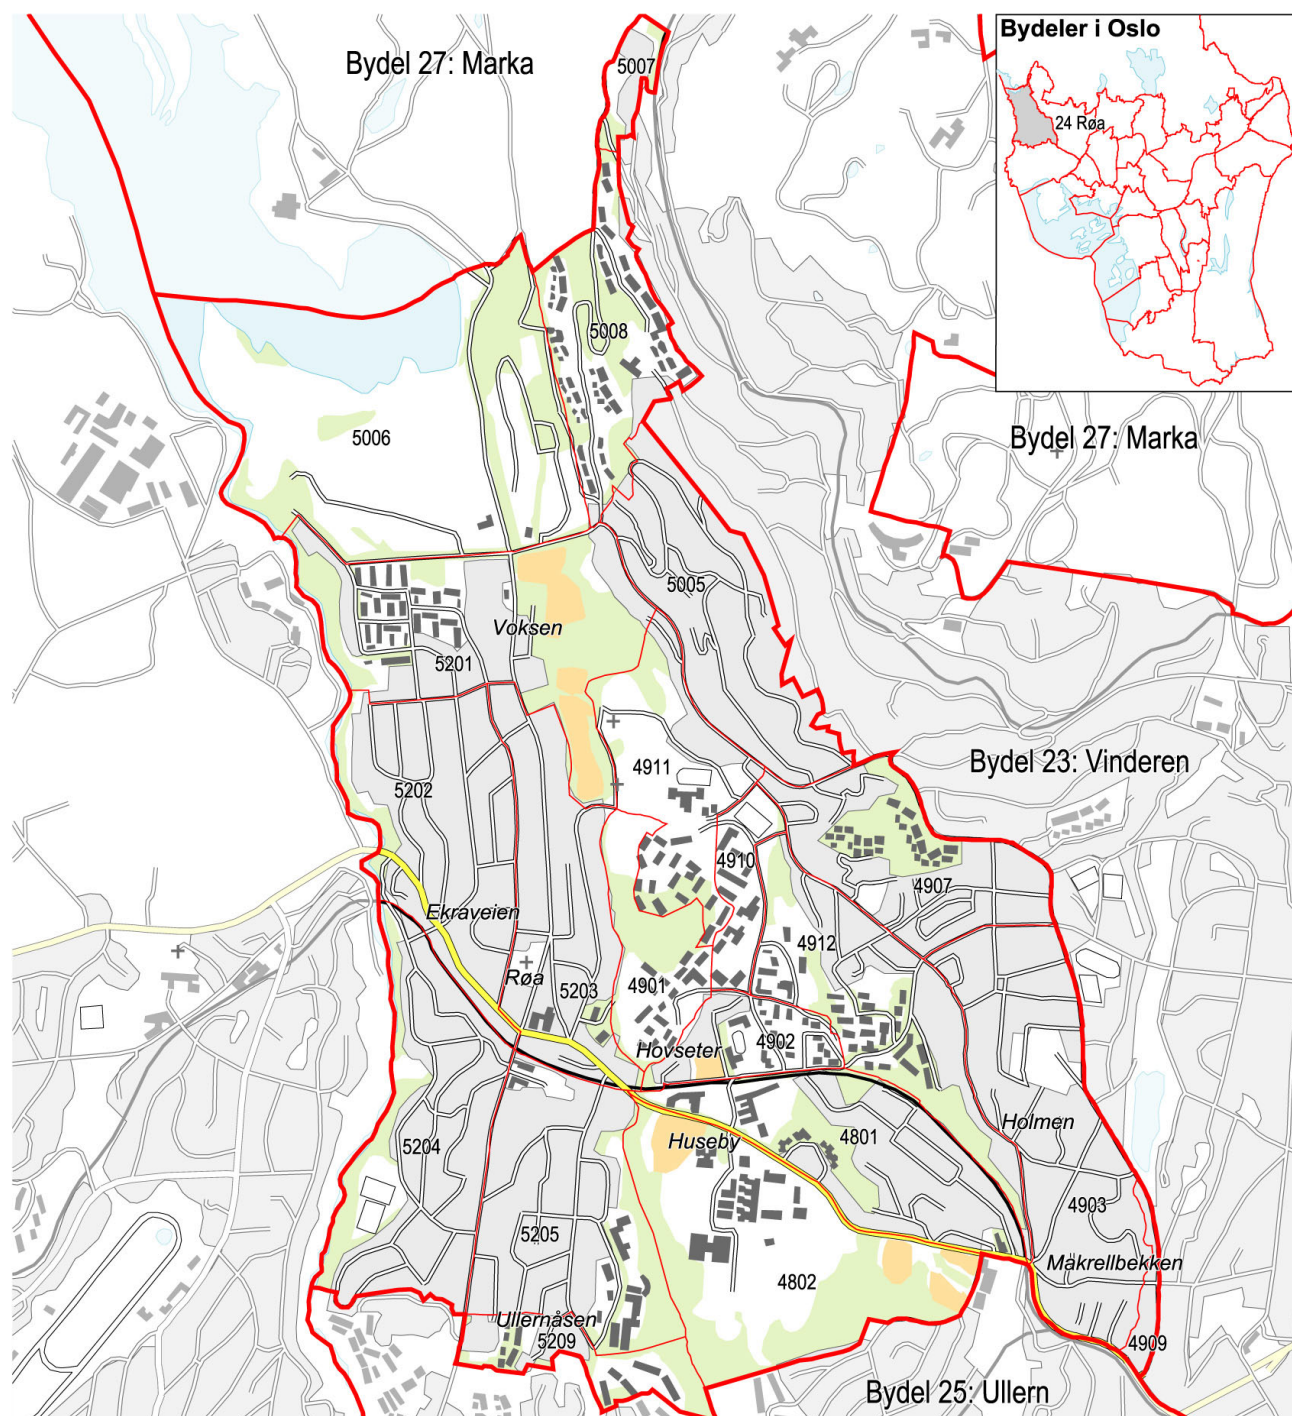 Bydeler i Oslo
24 Røa
Bydel 27: Marka
5007
5008
5006
Bydel 27: Marka
5005
Voksen
5201
Bydel 23: Vinderen
4911
5202
4910
4907
Ekraveien
4912
Røa
5203
4901
4902
Hovseter
Holmen
Huseby
4801
5204
4903
5205
Makrellbekken
4802
Ullernåsen
5209
4909
Bydel 25: Ullern